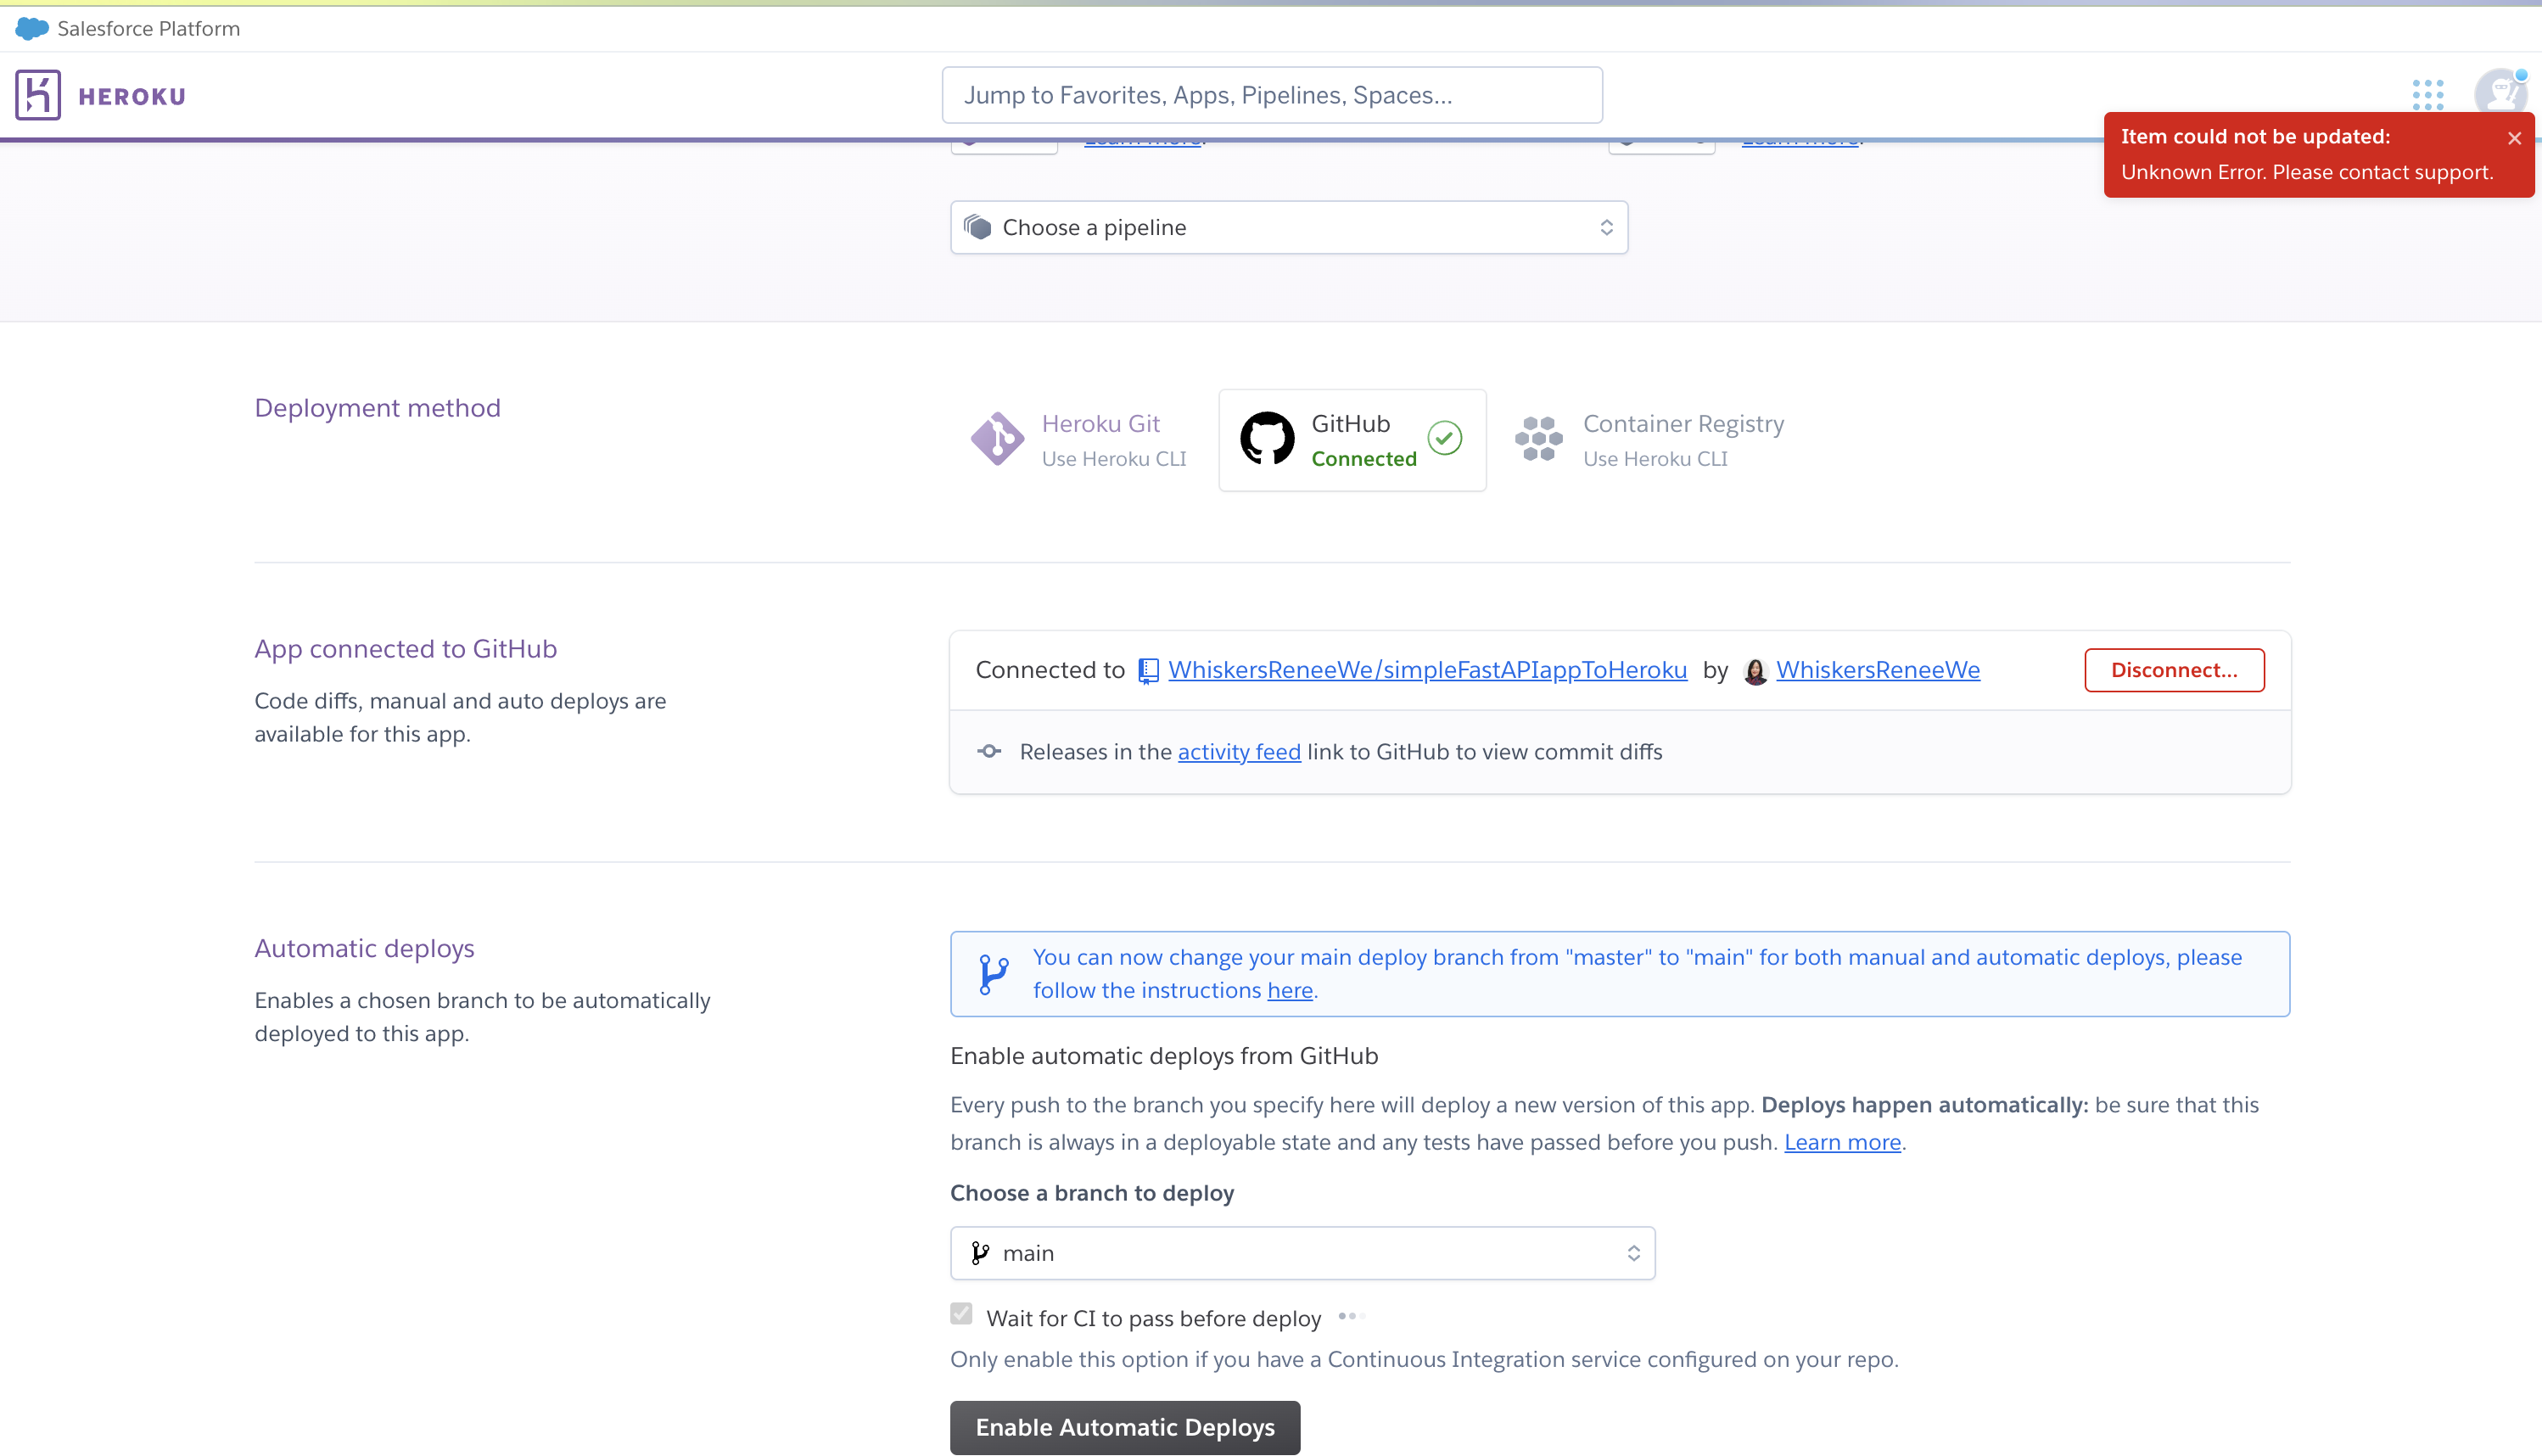 Salesforce Platform
HEROKU
Jump to Favorites, Apps, Pipelines, Spaces...
Item could not be updated:
Unknown Error. Please contact support.
Learn more.
Learn more.
Choose a pipeline
Deployment method
Heroku Git
Use Heroku CLI
GitHub
Connected
Container Registry
Use Heroku CLI
App connected to GitHub
Code diffs, manual and auto deploys are
available for this app.
Connected to WhiskersReneeWe/simpleFastAPIappToHeroku by WhiskersReneeWe
Disconnect...
Releases in the activity feed link to GitHub to view commit diffs
Automatic deploys
Enables a chosen branch to be automatically
deployed to this app.
You can now change your main deploy branch from "master" to "main" for both manual and automatic deploys, please
follow the instructions here.
Enable automatic deploys from GitHub
Every push to the branch you specify here will deploy a new version of this app. Deploys happen automatically: be sure that this
branch is always in a deployable state and any tests have passed before you push. Learn more.
Choose a branch to deploy
main
Wait for CI to pass before deploy
Only enable this option if you have a Continuous Integration service configured on your repo.
Enable Automatic Deploys